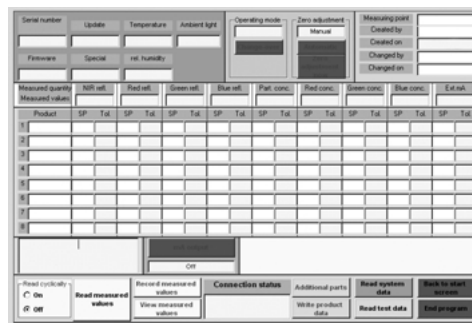 Serial number Update Temperature Ambient light
Firmware Special rel. humidity
Operating mode
Zero adjustment
Manual
Measuring point
Created by
Created on
Changed by
Changed on
Measured quantity NIR refl. Red refl. Green refl. Blue refl. Part. conc. Red conc. Green conc. Blue conc. Ext.nA
Measured values
Product SP Tol. SP Tol. SP Tol. SP Tol. SP Tol. SP Tol. SP Tol. SP Tol. SP Tol.
1
2
3
4
5
6
7
8
Off
Read cyclically
On
Off
Read measured values
Record measured values
View measured values
Connection status
Additional parts
Write product data
Read system data
Read test data
Back to start screen
End program